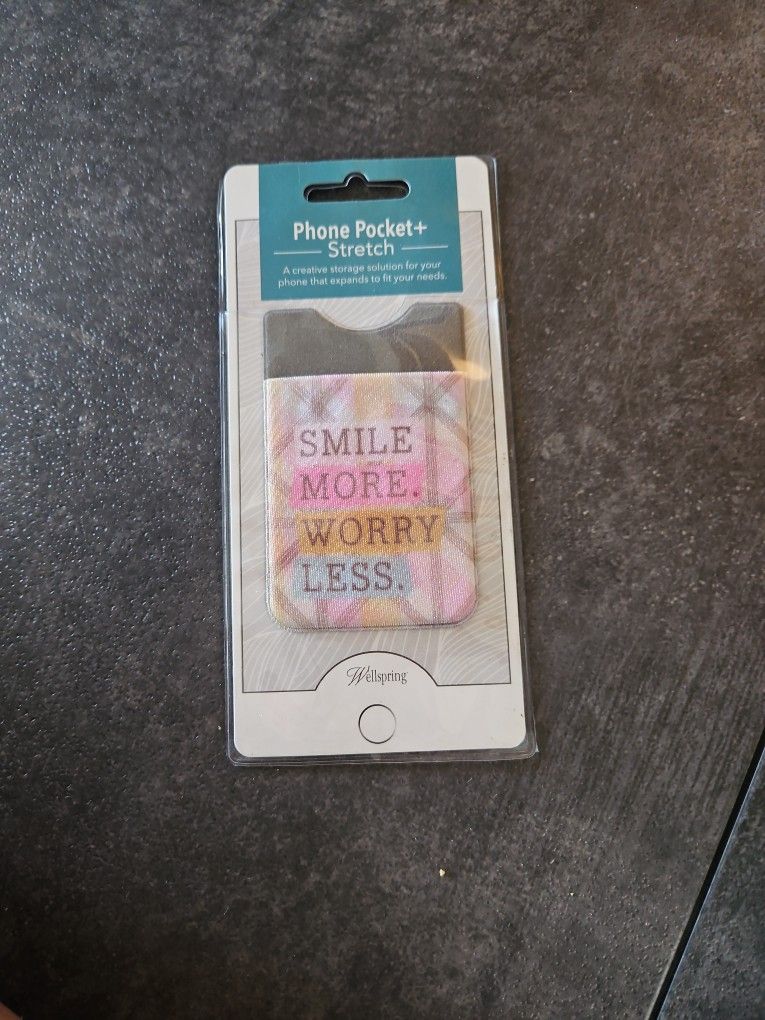 Phone Pocket+
Stretch
A creative storage solution for your
phone that expands to fit your needs.
SMILE
MORE.
WORRY
LESS.
Wellspring